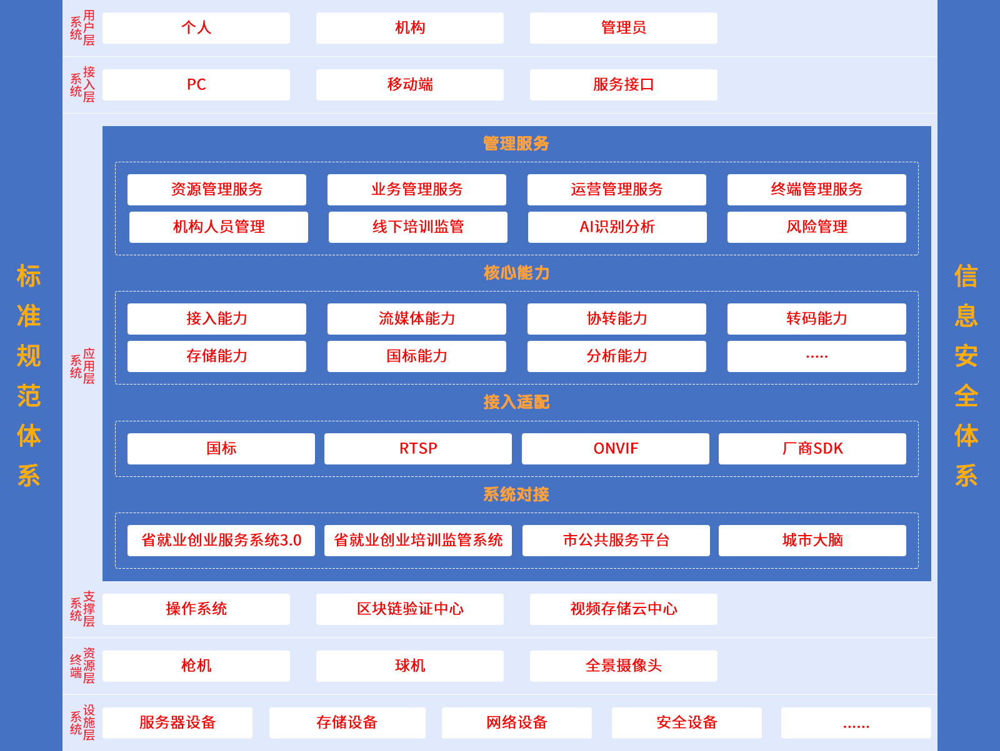 标准规范体系
系统用户层
个人
机构
管理员
系统接入层
PC
移动端
服务接口
系统应用层
管理服务
资源管理服务
业务管理服务
运营管理服务
终端管理服务
机构人员管理
线下培训监管
AI识别分析
风险管理
核心能力
接入能力
流媒体能力
协转能力
转码能力
存储能力
国标能力
分析能力
·····
接入适配
国标
RTSP
ONVIF
厂商SDK
系统对接
省就业创业服务系统3.0
省就业创业培训监管系统
市公共服务平台
城市大脑
系统支撑层
操作系统
区块链验证中心
视频存储云中心
终端资源层
枪机
球机
全景摄像头
系统设施层
服务器设备
存储设备
网络设备
安全设备
......
信息安全体系